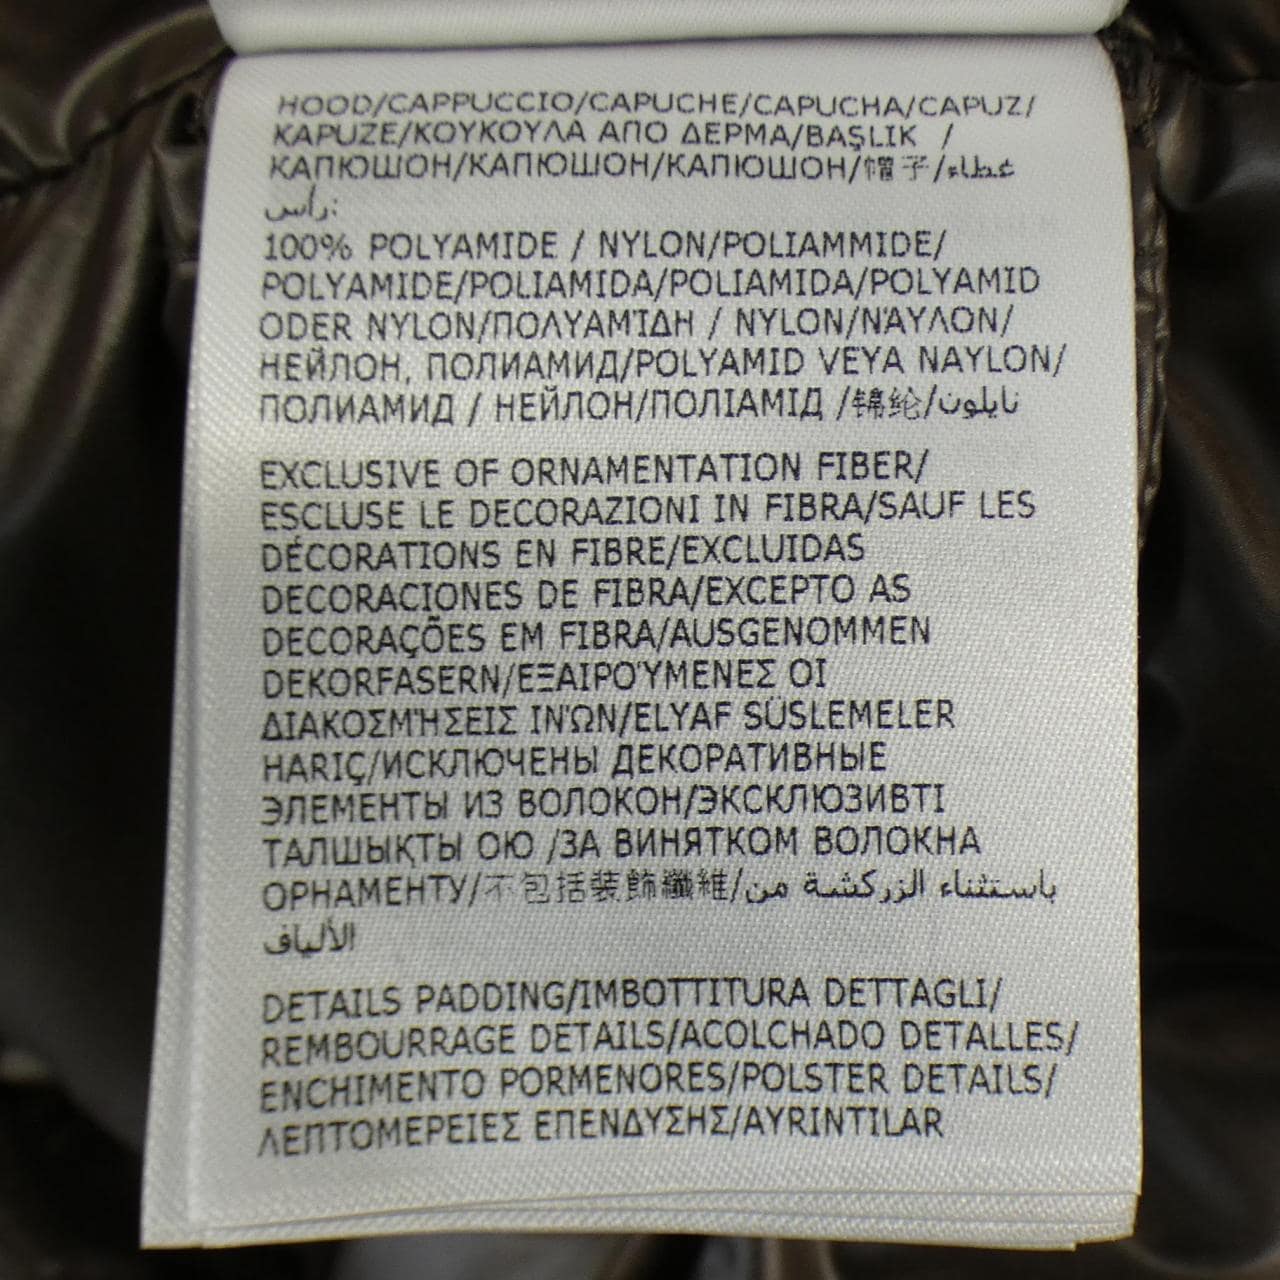 HOOD/CAPPUCCIO/CAPUCHE/CAPUCHA/CAPUZ/
KAPUZE/ΚΟΥΚΟΥΛΑ ΑΠΟ ΔΕΡΜΑ/BAŞLIK /
КАПЮШОН/КАПЮШОН/КАПЮШОН/帽子/غطاء
رأس:
100% POLYAMIDE / NYLON/POLIAMMIDE/
POLYAMIDE/POLIAMIDA/POLIAMIDA/POLYAMID
ODER NYLON/ΠΟΛΥΑΜΊΔΗ / NYLON/ΝΆΥΛΟΝ/
НЕЙЛОН, ПОЛИАМИД/POLYAMID VEYA NAYLON/
ПОЛИАМИД / НЕЙЛОН/ПОЛІАМІД /锦纶/نايلون
EXCLUSIVE OF ORNAMENTATION FIBER/
ESCLUSE LE DECORAZIONI IN FIBRA/SAUF LES
DÉCORATIONS EN FIBRE/EXCLUIDAS
DECORACIONES DE FIBRA/EXCEPTO AS
DECORAÇÕES EM FIBRA/AUSGENOMMEN
DEKORFASERN/ΕΞΑΙΡΟΎΜΕΝΕΣ ΟΙ
ΔΙΑΚΟΣΜΉΣΕΙΣ ΙΝΏΝ/ELYAF SÜSLEMELER
HARIÇ/ИСКЛЮЧЕНЫ ДЕКОРАТИВНЫЕ
ЭЛЕМЕНТЫ ИЗ ВОЛОКОН/ЭКСКЛЮЗИВТІ
ТАЛШЫҚТЫ ОЮ /ЗА ВИНЯТКОМ ВОЛОКНА
ОРНАМЕНТУ/不包括装飾纖維/باستثناء الزركشة من
الألياف
DETAILS PADDING/IMBOTTITURA DETTAGLI/
REMBOURRAGE DETAILS/ACOLCHADO DETALLES/
ENCHIMENTO PORMENORES/POLSTER DETAILS/
ΛΕΠΤΟΜΕΡΕΙΕΣ ΕΠΕΝΔΥΣΗΣ/AYRINTILAR